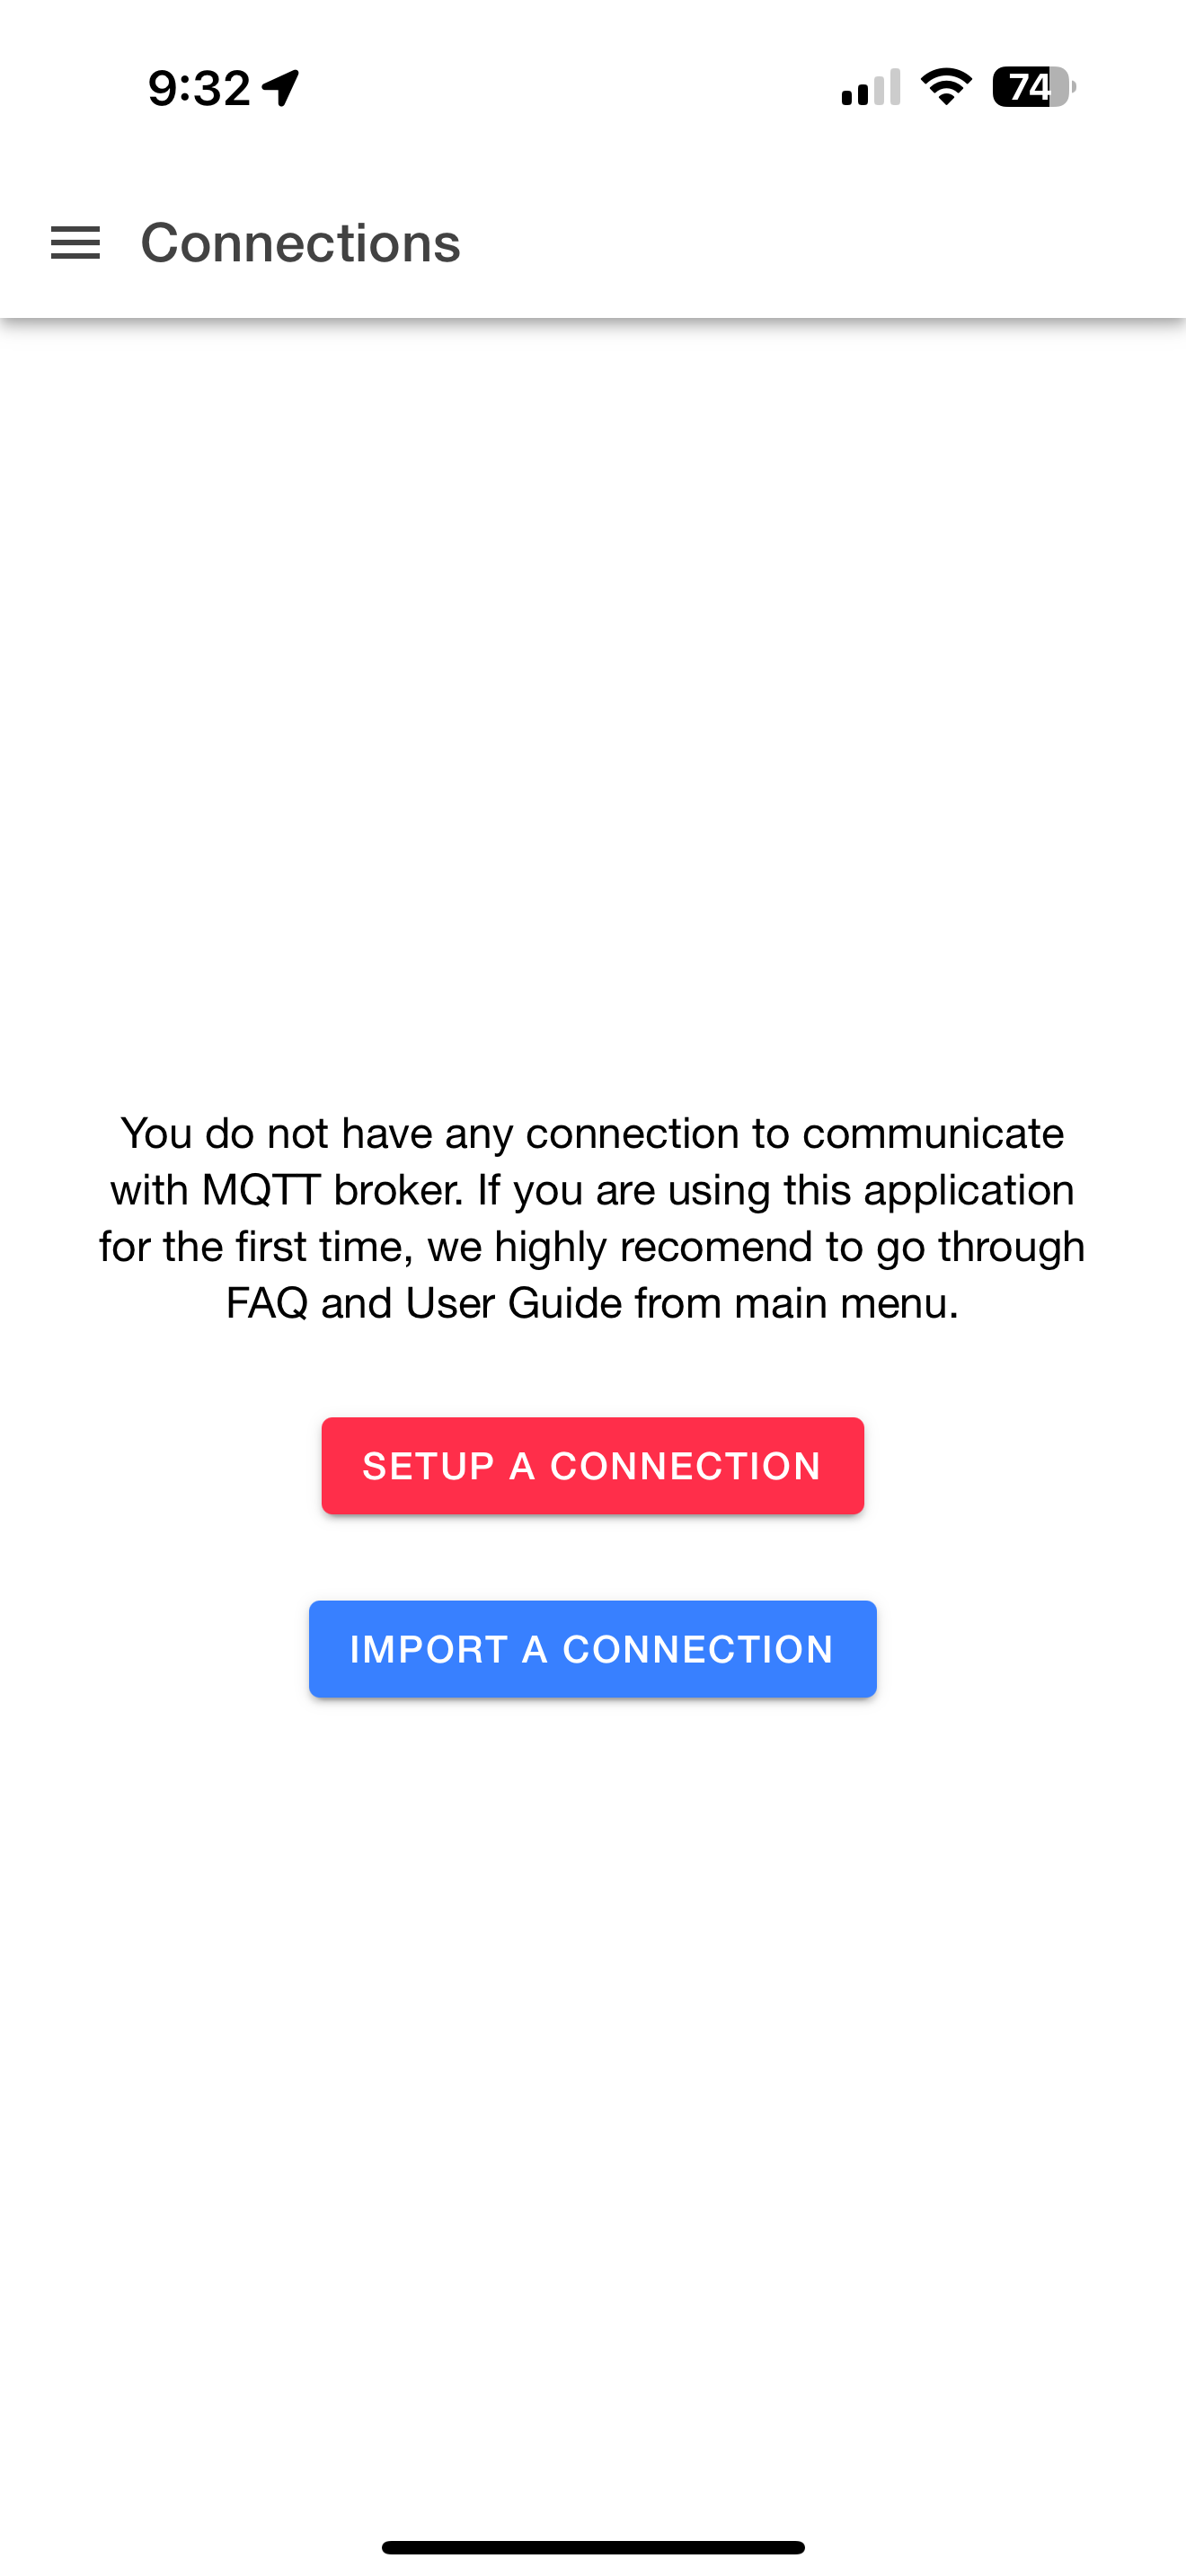 9:32
74
Connections
You do not have any connection to communicate
with MQTT broker. If you are using this application
for the first time, we highly recomend to go through
FAQ and User Guide from main menu.
SETUP A CONNECTION
IMPORT A CONNECTION